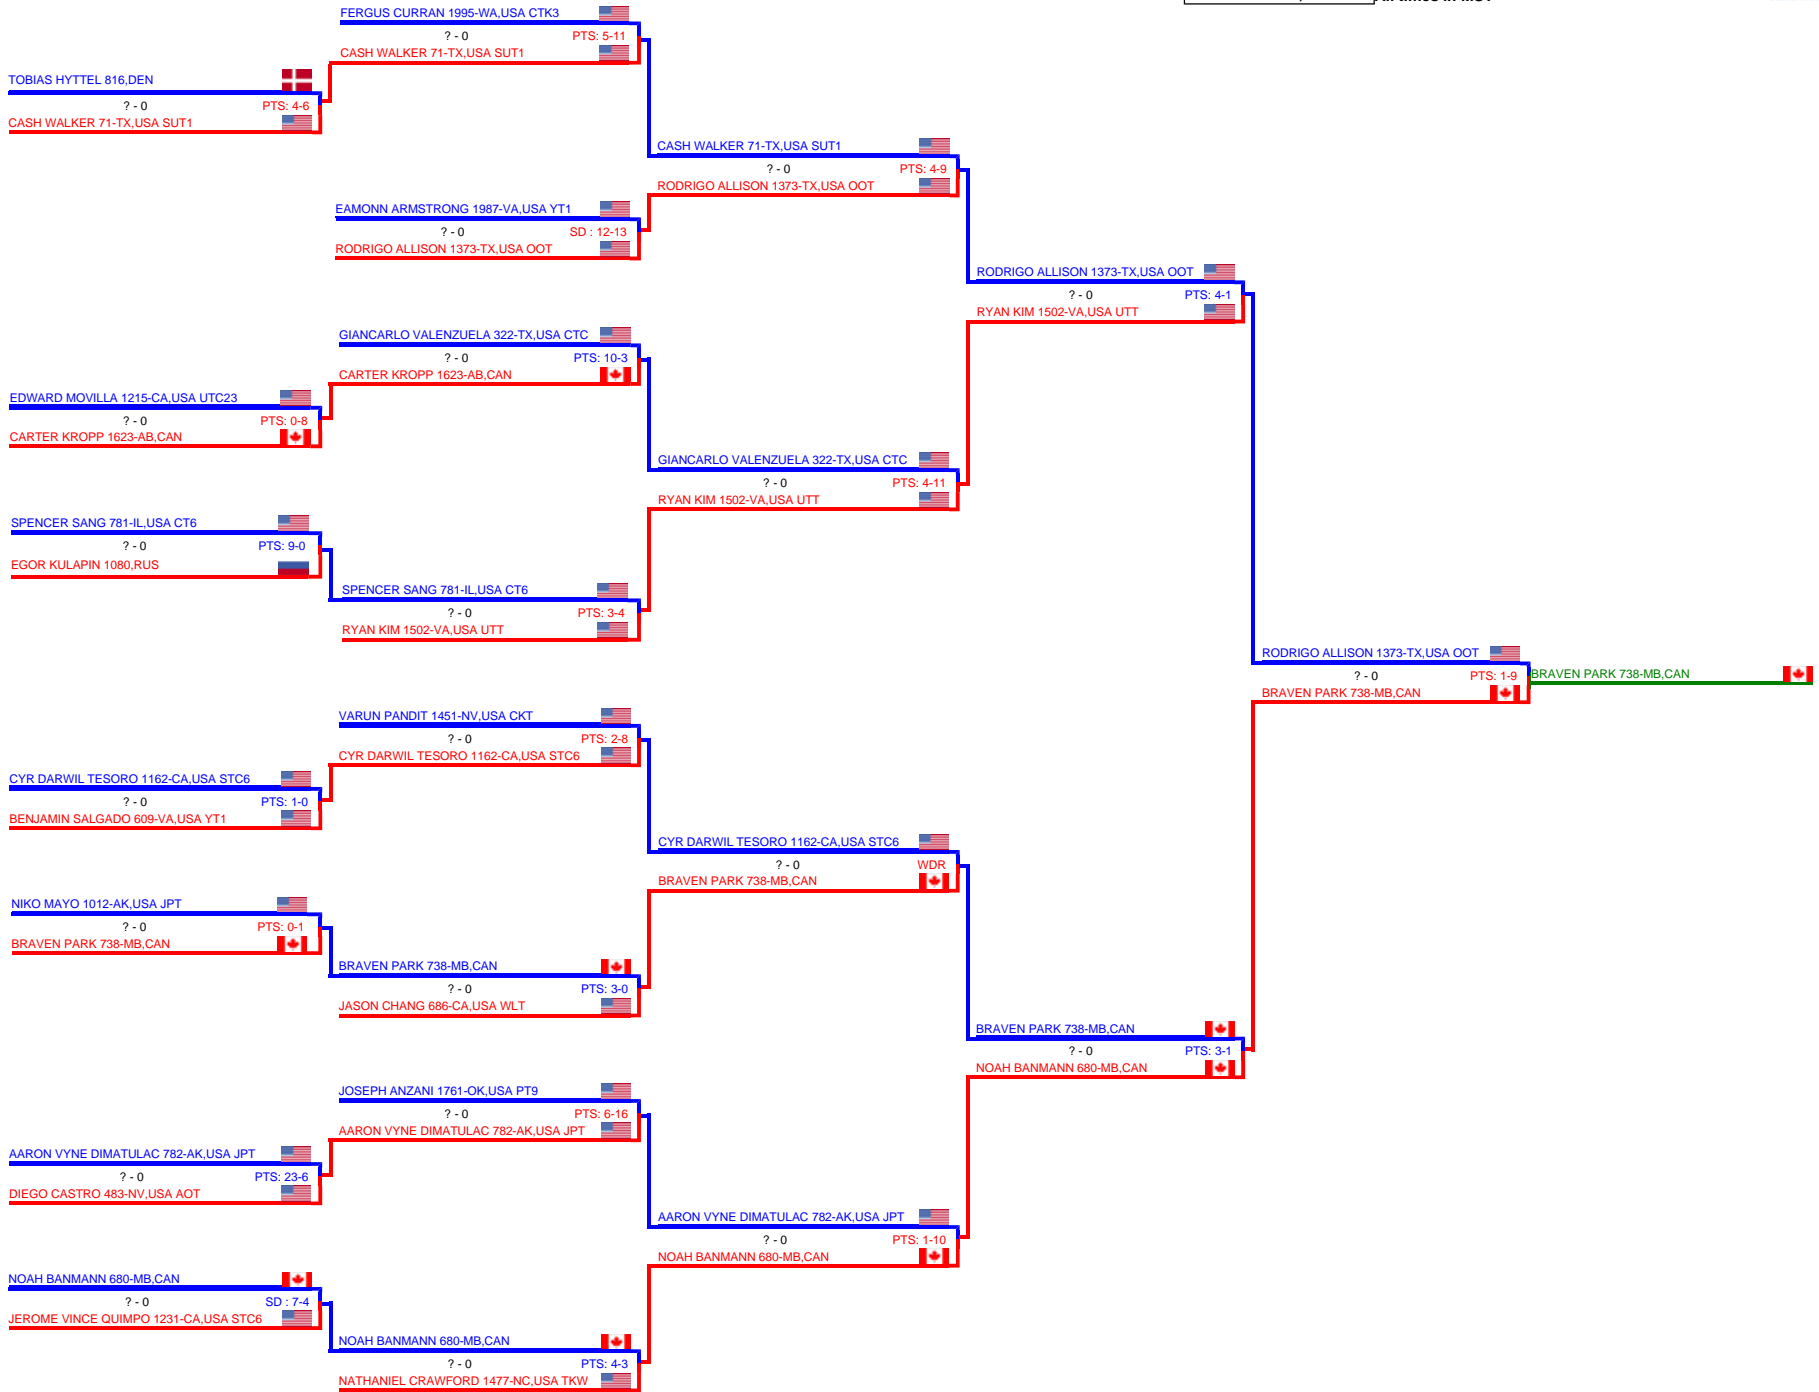 FERGUS CURRAN 1995-WA,USA CTK3
? - 0
PTS: 5-11
CASH WALKER 71-TX,USA SUT1
TOBIAS HYTTEL 816,DEN
? - 0
PTS: 4-6
CASH WALKER 71-TX,USA SUT1
CASH WALKER 71-TX,USA SUT1
? - 0
PTS: 4-9
RODRIGO ALLISON 1373-TX,USA OOT
EAMONN ARMSTRONG 1987-VA,USA YT1
? - 0
SD : 12-13
RODRIGO ALLISON 1373-TX,USA OOT
RODRIGO ALLISON 1373-TX,USA OOT
? - 0
PTS: 4-1
RYAN KIM 1502-VA,USA UTT
GIANCARLO VALENZUELA 322-TX,USA CTC
? - 0
PTS: 10-3
CARTER KROPP 1623-AB,CAN
EDWARD MOVILLA 1215-CA,USA UTC23
? - 0
PTS: 0-8
CARTER KROPP 1623-AB,CAN
GIANCARLO VALENZUELA 322-TX,USA CTC
? - 0
PTS: 4-11
RYAN KIM 1502-VA,USA UTT
SPENCER SANG 781-IL,USA CT6
? - 0
PTS: 9-0
EGOR KULAPIN 1080,RUS
SPENCER SANG 781-IL,USA CT6
? - 0
PTS: 3-4
RYAN KIM 1502-VA,USA UTT
RODRIGO ALLISON 1373-TX,USA OOT
? - 0
PTS: 1-9
BRAVEN PARK 738-MB,CAN
BRAVEN PARK 738-MB,CAN
VARUN PANDIT 1451-NV,USA CKT
? - 0
PTS: 2-8
CYR DARWIL TESORO 1162-CA,USA STC6
CYR DARWIL TESORO 1162-CA,USA STC6
? - 0
PTS: 1-0
BENJAMIN SALGADO 609-VA,USA YT1
CYR DARWIL TESORO 1162-CA,USA STC6
? - 0
WDR
BRAVEN PARK 738-MB,CAN
NIKO MAYO 1012-AK,USA JPT
? - 0
PTS: 0-1
BRAVEN PARK 738-MB,CAN
BRAVEN PARK 738-MB,CAN
? - 0
PTS: 3-0
JASON CHANG 686-CA,USA WLT
BRAVEN PARK 738-MB,CAN
? - 0
PTS: 3-1
NOAH BANMANN 680-MB,CAN
JOSEPH ANZANI 1761-OK,USA PT9
? - 0
PTS: 6-16
AARON VYNE DIMATULAC 782-AK,USA JPT
AARON VYNE DIMATULAC 782-AK,USA JPT
? - 0
PTS: 23-6
DIEGO CASTRO 483-NV,USA AOT
AARON VYNE DIMATULAC 782-AK,USA JPT
? - 0
PTS: 1-10
NOAH BANMANN 680-MB,CAN
NOAH BANMANN 680-MB,CAN
? - 0
SD : 7-4
JEROME VINCE QUIMPO 1231-CA,USA STC6
NOAH BANMANN 680-MB,CAN
? - 0
PTS: 4-3
NATHANIEL CRAWFORD 1477-NC,USA TKW